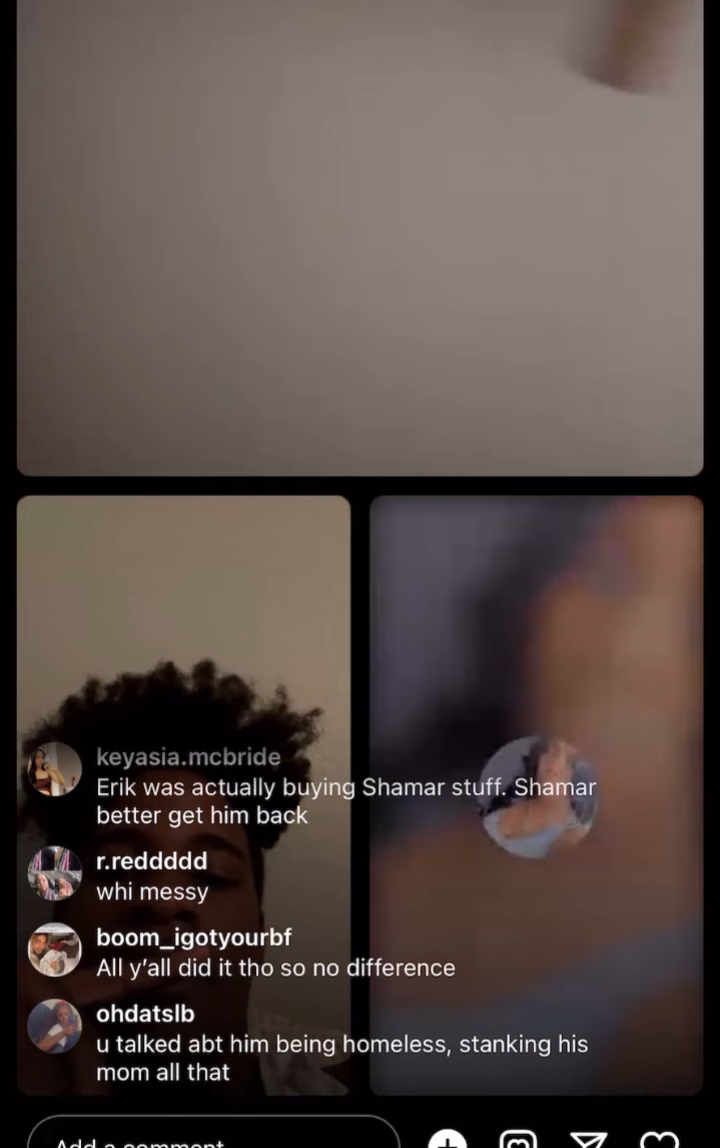 keyasia.mcbride
Erik was actually buying Shamar stuff. Shamar
better get him back
r.reddddd
whi messy
boom_igotyourbf
All y'all did it tho so no difference
ohdatslb
u talked abt him being homeless, stanking his
mom all that
Add a comment